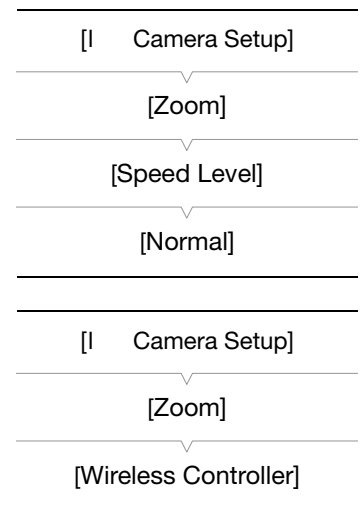 [I Camera Setup]
[Zoom]
[Speed Level]
[Normal]
[I Camera Setup]
[Zoom]
[Wireless Controller]